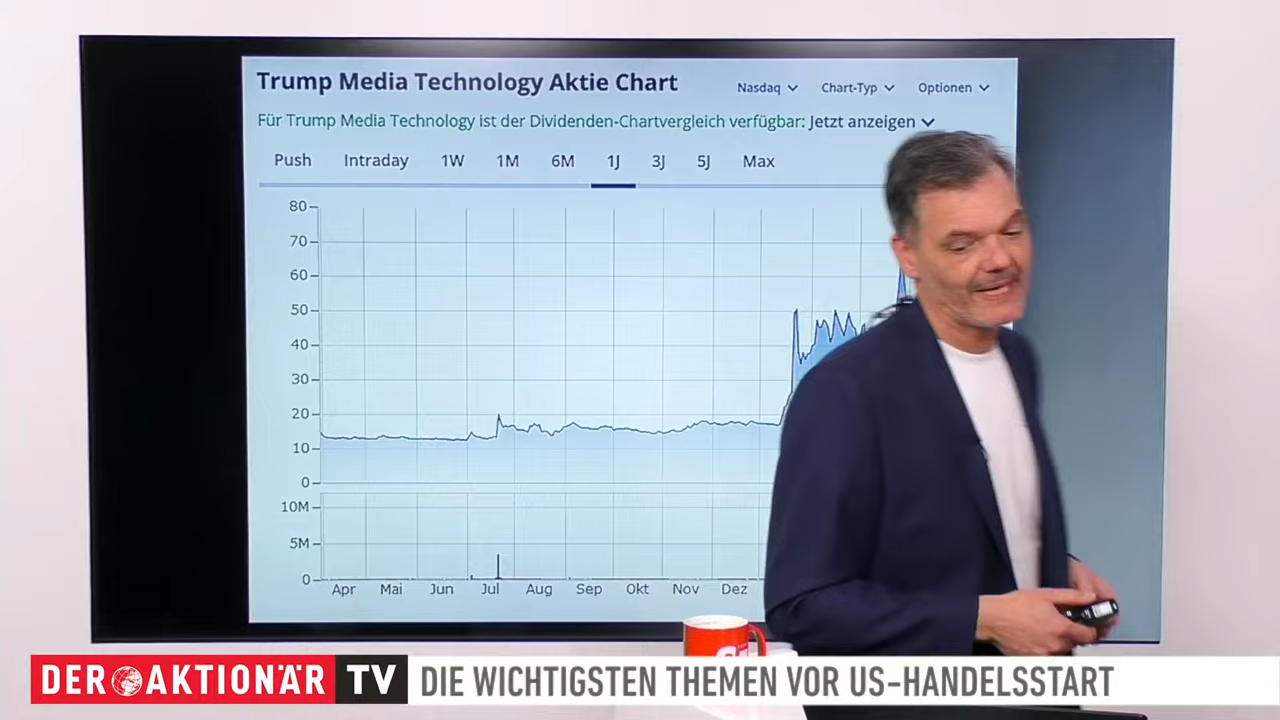 Trump Media Technology Aktie Chart
Nasdaq Chart-Typ Optionen
Für Trump Media Technology ist der Dividenden-Chartvergleich verfügbar: Jetzt anzeigen
Push Intraday 1W 1M 6M 1J 3J 5J Max
80
70
60
50
40
30
20
10
0
10M
5M
0
Apr Mai Jun Jul Aug Sep Okt Nov Dez
DER AKTIONÄR TV DIE WICHTIGSTEN THEMEN VOR US-HANDELSSTART